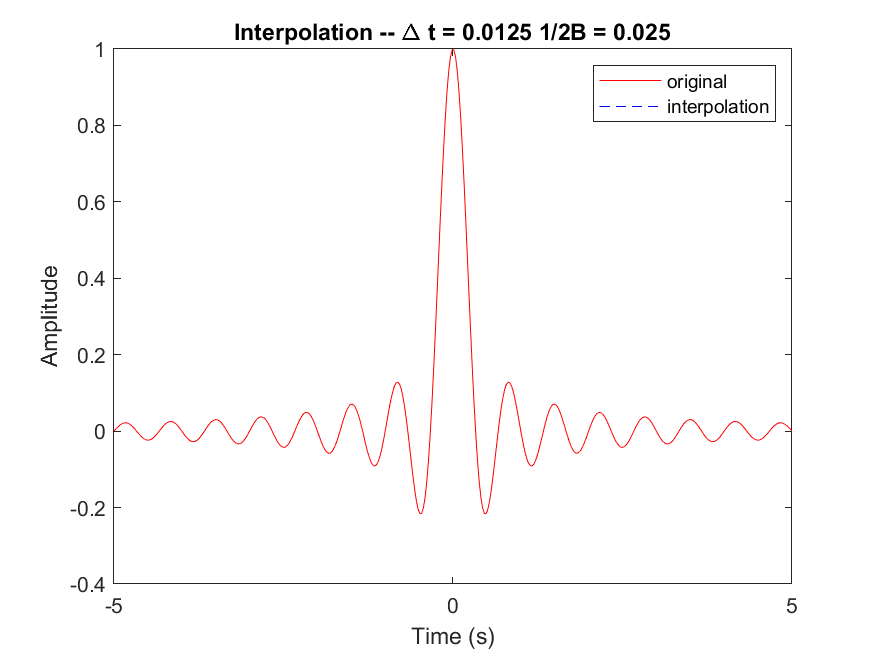 Interpolation -- Δ t = 0.0125 1/2B = 0.025
original
interpolation
1
0.8
0.6
0.4
0.2
0
-0.2
-0.4
Amplitude
-5
0
5
Time (s)